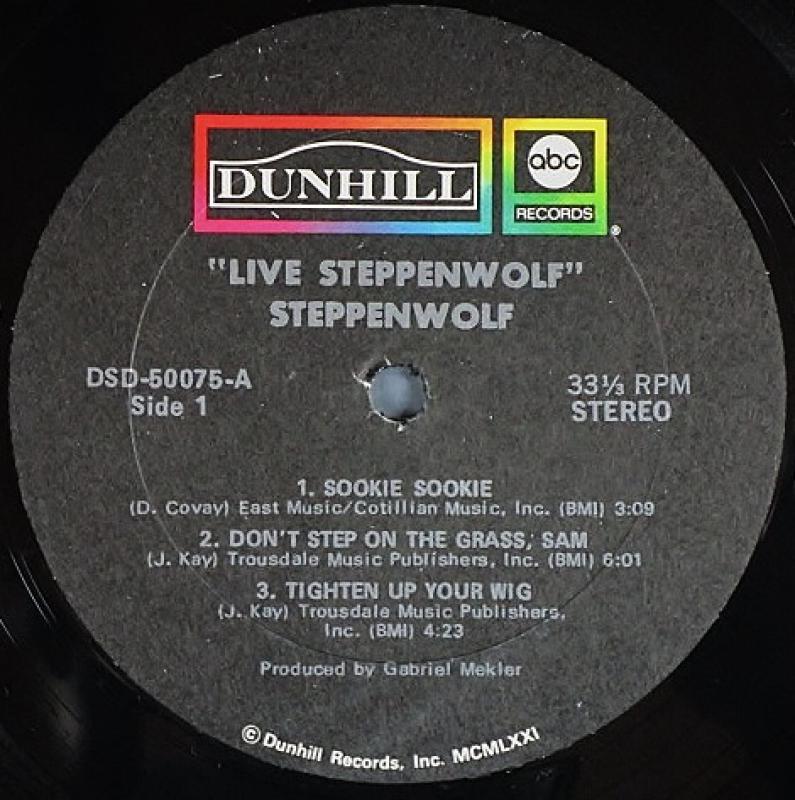 DUNHILL
abc
RECORDS ®
"LIVE STEPPENWOLF"
STEPPENWOLF
DSD-50075-A
Side 1
33⅓ RPM
STEREO
1. SOOKIE SOOKIE
(D. Covay) East Music/Cotillian Music, Inc. (BMI) 3:09
2. DON'T STEP ON THE GRASS, SAM
(J. Kay) Trousdale Music Publishers, Inc. (BMI) 6:01
3. TIGHTEN UP YOUR WIG
(J. Kay) Trousdale Music Publishers,
Inc. (BMI) 4:23
Produced by Gabriel Mekler
© Dunhill Records, Inc. MCMLXXI